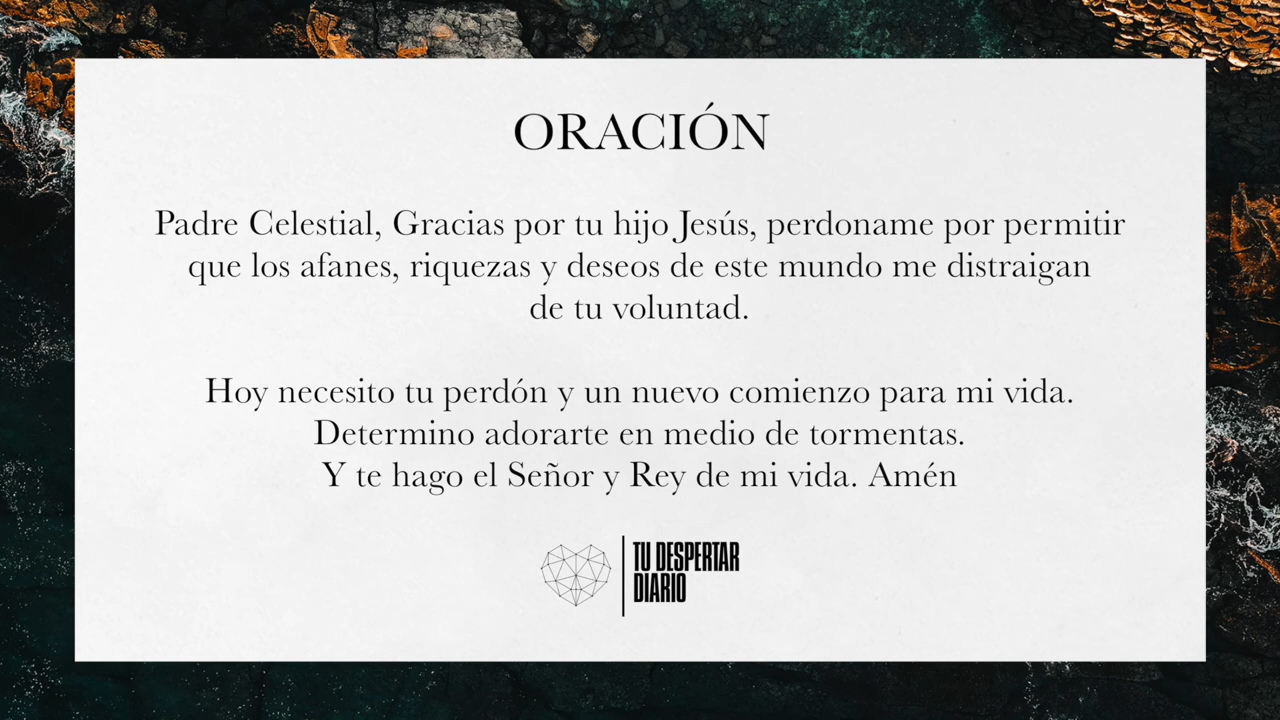 ORACIÓN
Padre Celestial, Gracias por tu hijo Jesús, perdoname por permitir
que los afanes, riquezas y deseos de este mundo me distraigan
de tu voluntad.
Hoy necesito tu perdón y un nuevo comienzo para mi vida.
Determino adorarte en medio de tormentas.
Y te hago el Señor y Rey de mi vida. Amén
TU DESPERTAR
DIARIO